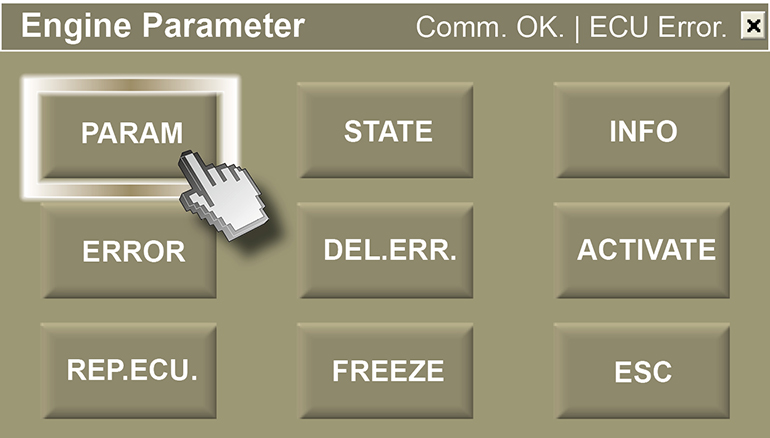 Engine Parameter Comm. OK. | ECU Error.
PARAM STATE INFO
ERROR DEL.ERR. ACTIVATE
REP.ECU. FREEZE ESC